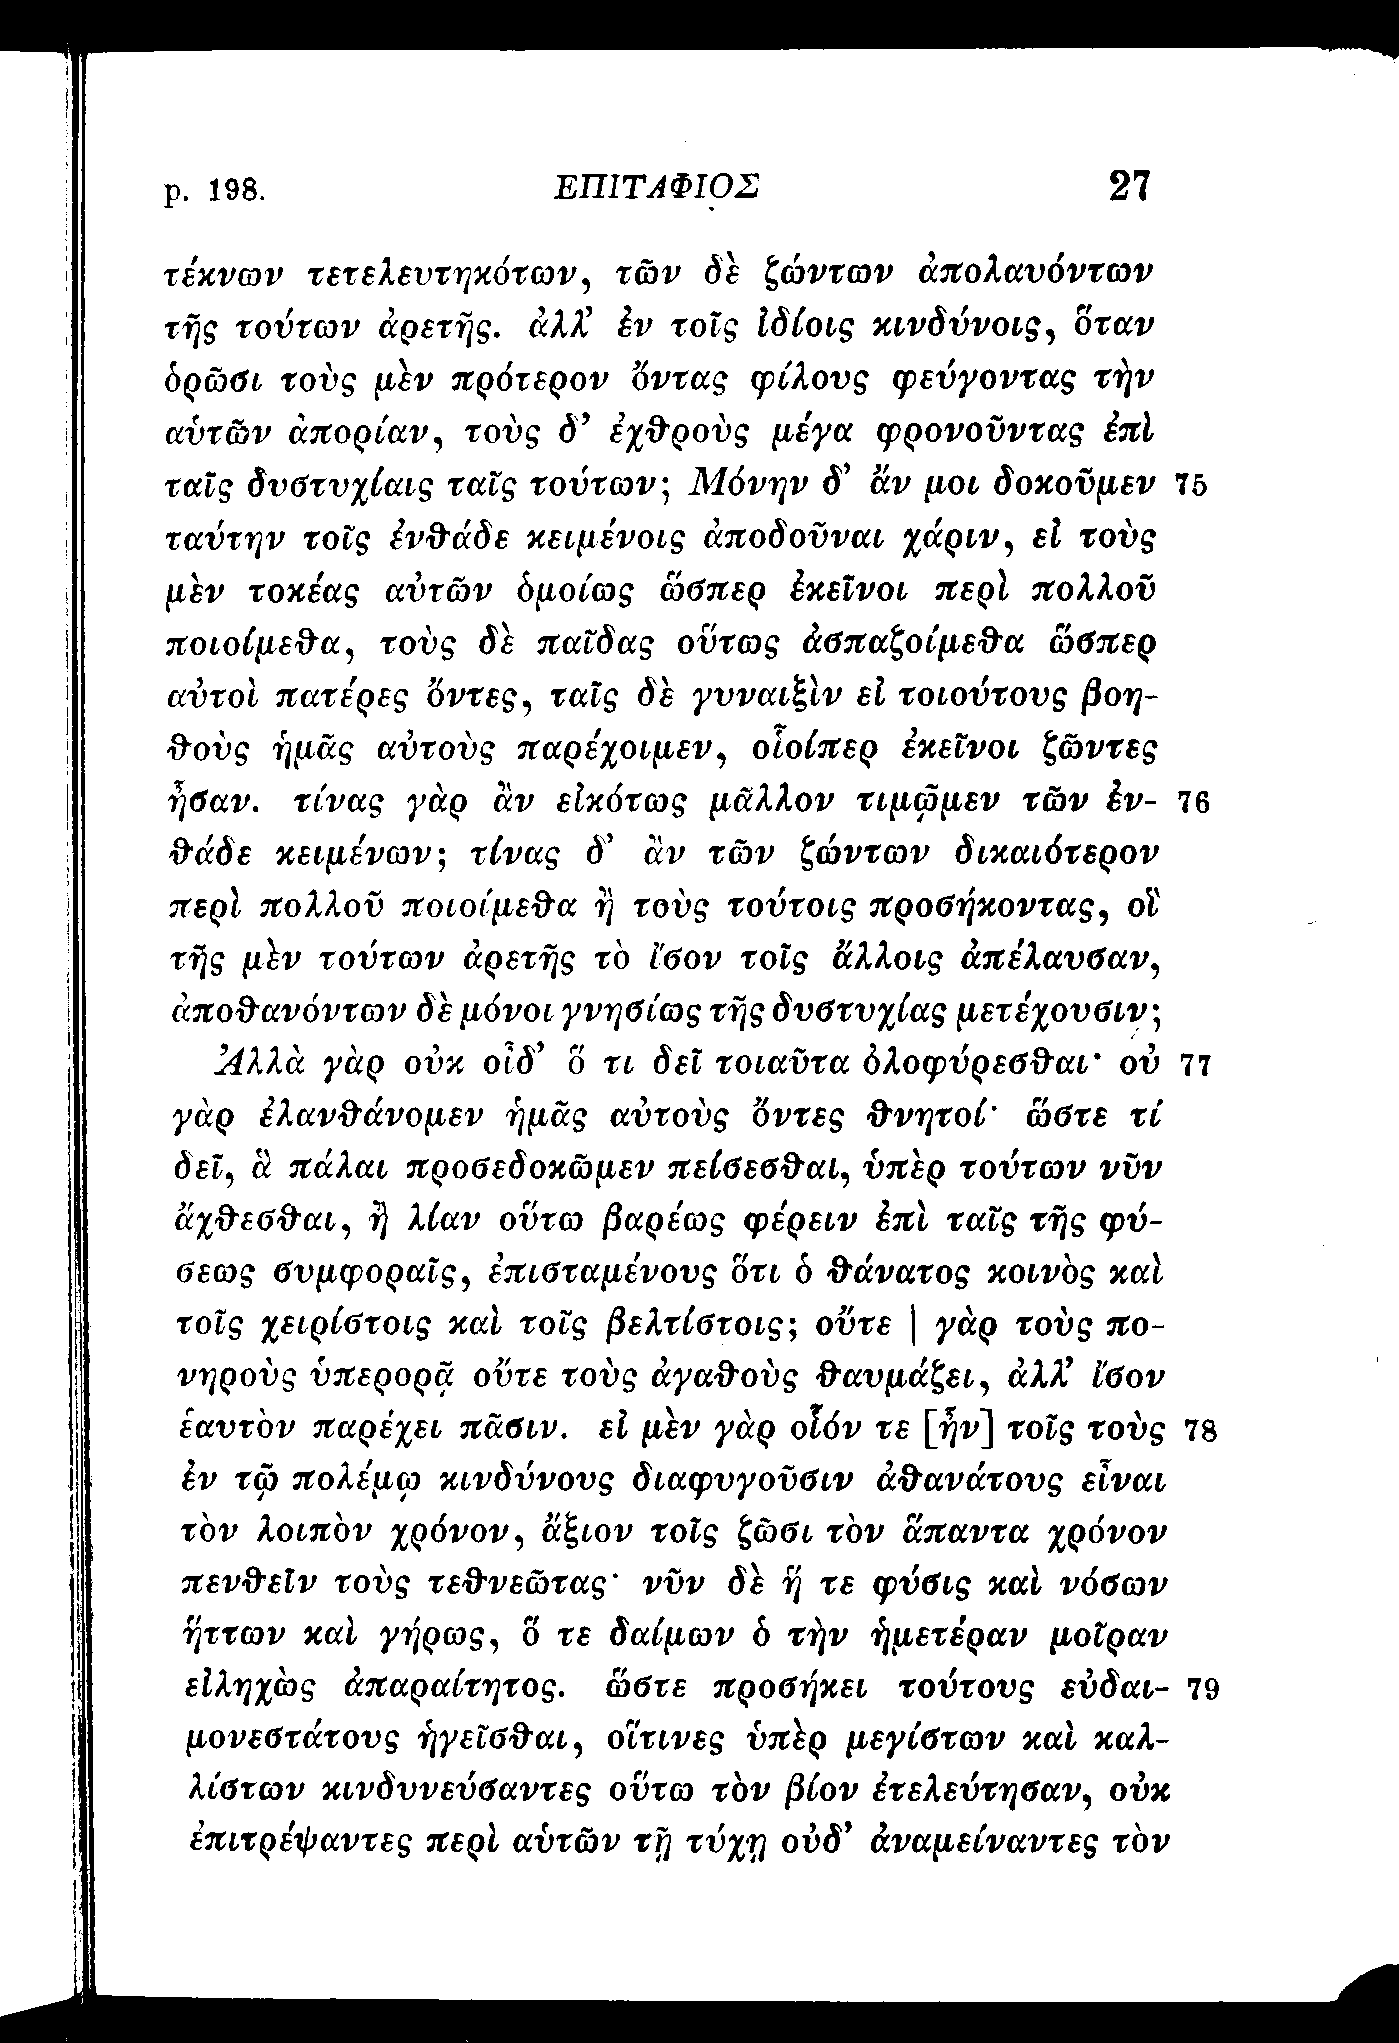 p. 198. ΕΠΙΤΑΦΙΟΣ 27
τέκνων τετελευτηκότων, τῶν δὲ ζώντων ἀπολαυόντων
τῆς τούτων ἀρετῆς. ἀλλ’ ἐν τοῖς ἰδίοις κινδύνοις, ὅταν
ὁρῶσι τοὺς μὲν πρότερον ὄντας φίλους φεύγοντας τὴν
αὑτῶν ἀπορίαν, τοὺς δ’ ἐχθροὺς μέγα φρονοῦντας ἐπὶ
ταῖς δυστυχίαις ταῖς τούτων; Μόνην δ’ ἄν μοι δοκοῦμεν 75
ταύτην τοῖς ἐνθάδε κειμένοις ἀποδοῦναι χάριν, εἰ τοὺς
μὲν τοκέας αὐτῶν ὁμοίως ὥσπερ ἐκεῖνοι περὶ πολλοῦ
ποιοίμεθα, τοὺς δὲ παῖδας οὕτως ἀσπαζοίμεθα ὥσπερ
αὐτοὶ πατέρες ὄντες, ταῖς δὲ γυναιξὶν εἰ τοιούτους βοη-
θοὺς ἡμᾶς αὐτοὺς παρέχοιμεν, οἷοίπερ ἐκεῖνοι ζῶντες
ἦσαν. τίνας γὰρ ἂν εἰκότως μᾶλλον τιμῷμεν τῶν ἐν- 76
θάδε κειμένων; τίνας δ’ ἂν τῶν ζώντων δικαιότερον
περὶ πολλοῦ ποιοίμεθα ἢ τοὺς τούτοις προσήκοντας, οἳ
τῆς μὲν τούτων ἀρετῆς τὸ ἴσον τοῖς ἄλλοις ἀπέλαυσαν,
ἀποθανόντων δὲ μόνοι γνησίως τῆς δυστυχίας μετέχουσιν;
Ἀλλὰ γὰρ οὐκ οἶδ’ ὅ τι δεῖ τοιαῦτα ὀλοφύρεσθαι· οὐ 77
γὰρ ἐλανθάνομεν ἡμᾶς αὐτοὺς ὄντες θνητοί· ὥστε τί
δεῖ, ἃ πάλαι προσεδοκῶμεν πείσεσθαι, ὑπὲρ τούτων νῦν
ἄχθεσθαι, ἢ λίαν οὕτω βαρέως φέρειν ἐπὶ ταῖς τῆς φύ-
σεως συμφοραῖς, ἐπισταμένους ὅτι ὁ θάνατος κοινὸς καὶ
τοῖς χειρίστοις καὶ τοῖς βελτίστοις; οὔτε | γὰρ τοὺς πο-
νηροὺς ὑπερορᾷ οὔτε τοὺς ἀγαθοὺς θαυμάζει, ἀλλ’ ἴσον
ἑαυτὸν παρέχει πᾶσιν. εἰ μὲν γὰρ οἷόν τε [ἦν] τοῖς τοὺς 78
ἐν τῷ πολέμῳ κινδύνους διαφυγοῦσιν ἀθανάτους εἶναι
τὸν λοιπὸν χρόνον, ἄξιον τοῖς ζῶσι τὸν ἅπαντα χρόνον
πενθεῖν τοὺς τεθνεῶτας· νῦν δὲ ἥ τε φύσις καὶ νόσων
ἥττων καὶ γήρως, ὅ τε δαίμων ὁ τὴν ἡμετέραν μοῖραν
εἰληχὼς ἀπαραίτητος. ὥστε προσήκει τούτους εὐδαι- 79
μονεστάτους ἡγεῖσθαι, οἵτινες ὑπὲρ μεγίστων καὶ καλ-
λίστων κινδυνεύσαντες οὕτω τὸν βίον ἐτελεύτησαν, οὐκ
ἐπιτρέψαντες περὶ αὑτῶν τῇ τύχῃ οὐδ’ ἀναμείναντες τὸν